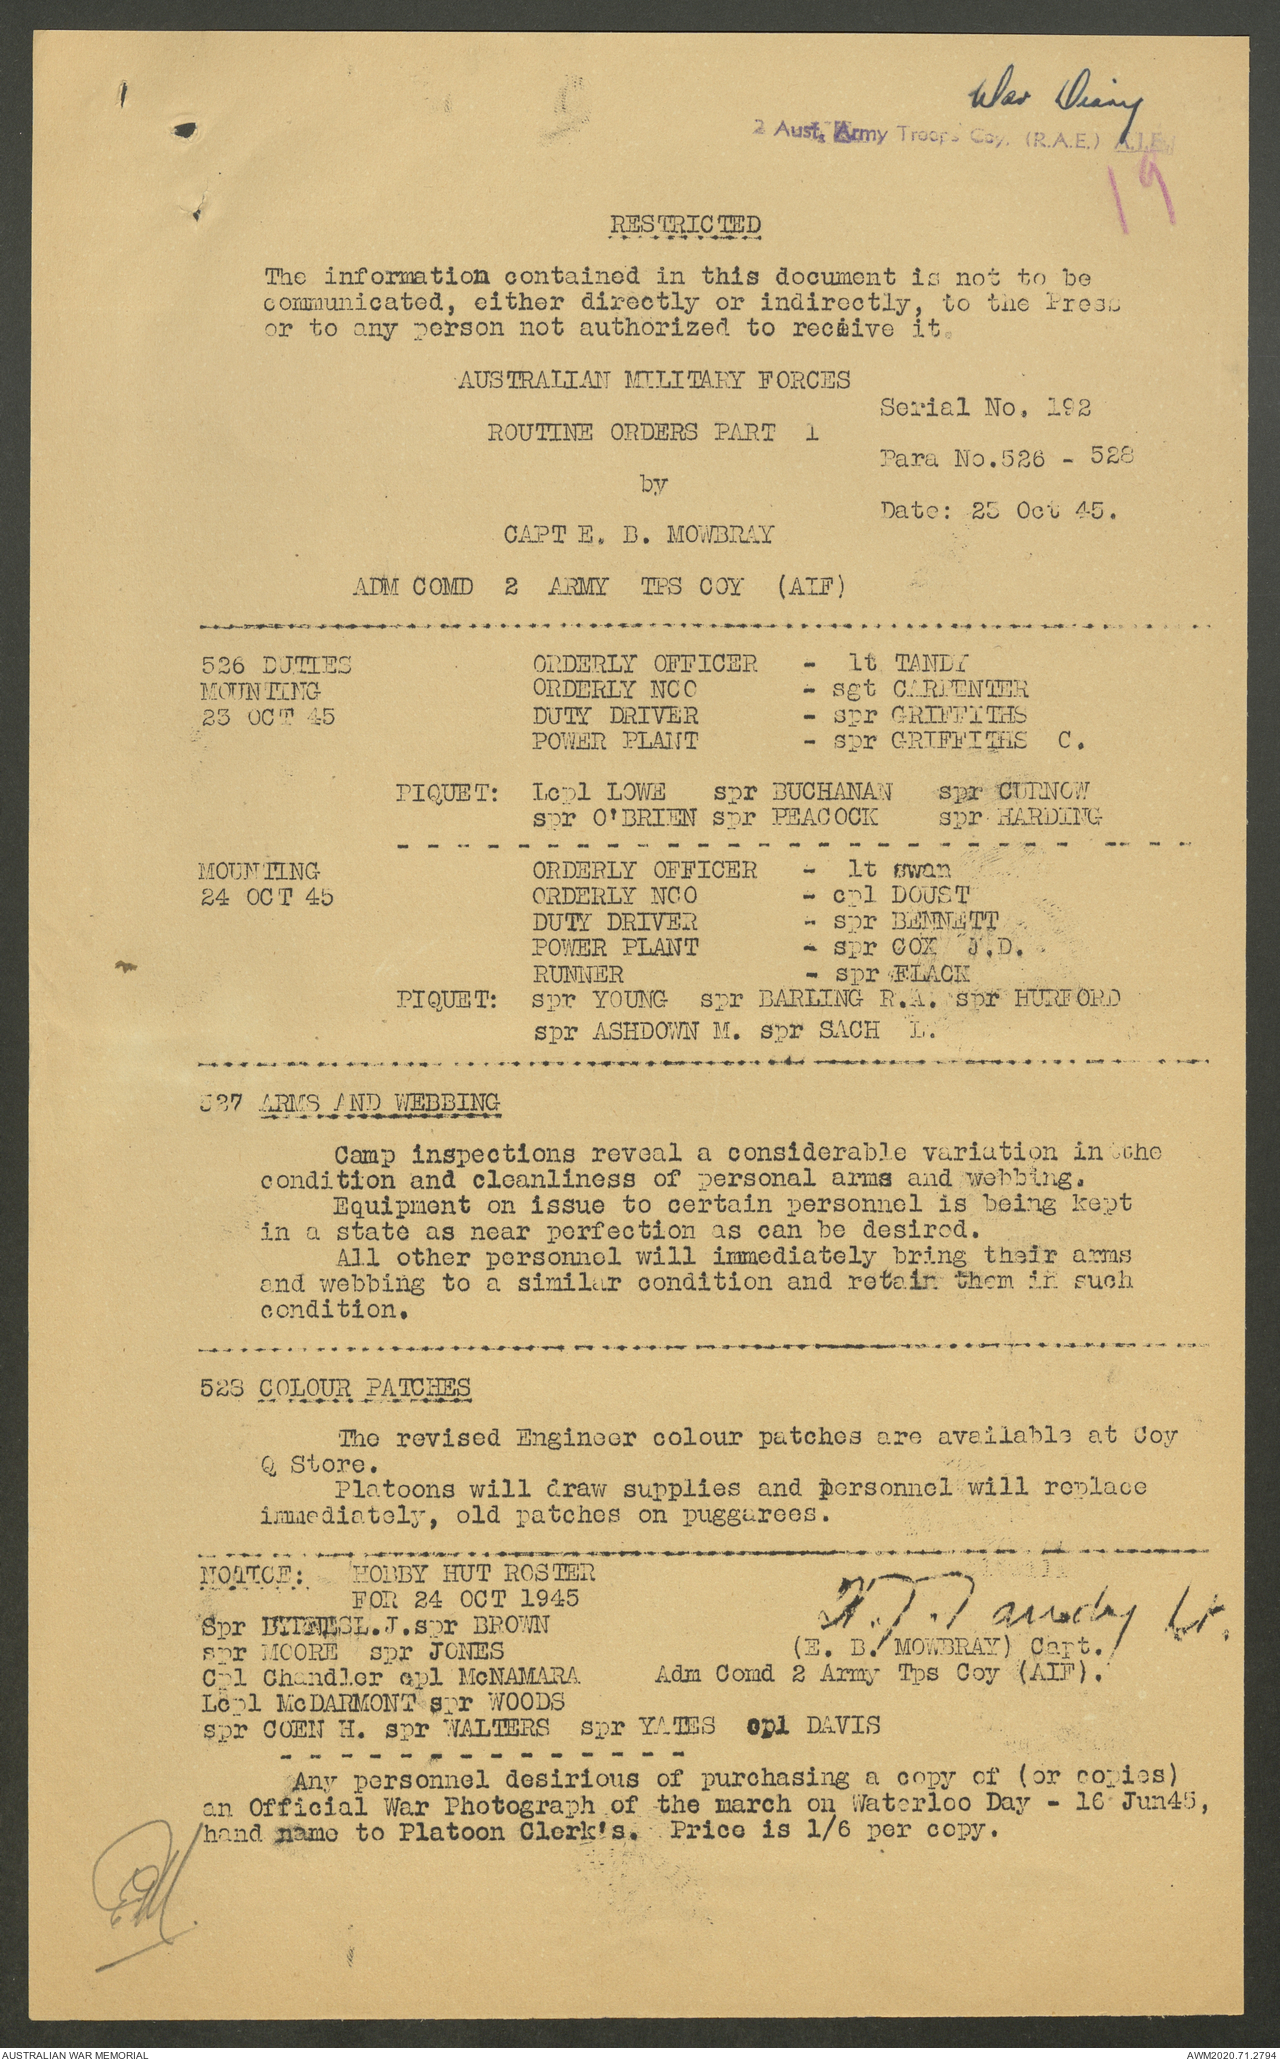 War Diary
2 Aust. Army Troops Coy. (R.A.E.) A.I.F.
19
RESTRICTED
The information contained in this document is not to be
communicated, either directly or indirectly, to the Press
or to any person not authorized to receive it.
AUSTRALIAN MILITARY FORCES
Serial No. 192
ROUTINE ORDERS PART 1
Para No.526 - 528
by
Date: 23 Oct 45.
CAPT E. B. MOWBRAY
ADM COMD 2 ARMY TPS COY (AIF)
526 DUTIES ORDERLY OFFICER - lt TANDY
MOUNTING ORDERLY NCO - sgt CARPENTER
23 OCT 45 DUTY DRIVER - spr GRIFFITHS
POWER PLANT - spr GRIFFITHS C.
PIQUET: Lcpl LOWE spr BUCHANAN spr CURNOW
spr O'BRIEN spr PEACOCK spr HARDING
MOUNTING ORDERLY OFFICER - lt swan
24 OCT 45 ORDERLY NCO - cpl DOUST
DUTY DRIVER - spr BENNETT
POWER PLANT - spr COX J.D.
RUNNER - spr FLACK
PIQUET: spr YOUNG spr BARLING R.A. spr HURFORD
spr ASHDOWN M. spr SACH L.
527 ARMS AND WEBBING
Camp inspections reveal a considerable variation in the
condition and cleanliness of personal arms and webbing.
Equipment on issue to certain personnel is being kept
in a state as near perfection as can be desired.
All other personnel will immediately bring their arms
and webbing to a similar condition and retain them in such
condition.
528 COLOUR PATCHES
The revised Engineer colour patches are available at Coy
Q Store.
Platoons will draw supplies and personnel will replace
immediately, old patches on puggarees.
NOTICE: HOBBY HUT ROSTER
FOR 24 OCT 1945
Spr L.J.spr BROWN
spr MOORE spr JONES
Cpl Chandler cpl McNAMARA
Lcpl McDARMONT spr WOODS
spr COEN H. spr WALTERS spr YATES cpl DAVIS
Tandy Lt.
(E. B. MOWBRAY) Capt.
Adm Comd 2 Army Tps Coy (AIF).
Any personnel desirious of purchasing a copy of (or copies)
an Official War Photograph of the march on Waterloo Day - 16 Jun45,
hand name to Platoon Clerk's. Price is 1/6 per copy.
EM
AUSTRALIAN WAR MEMORIAL
AWM2020.71.2794